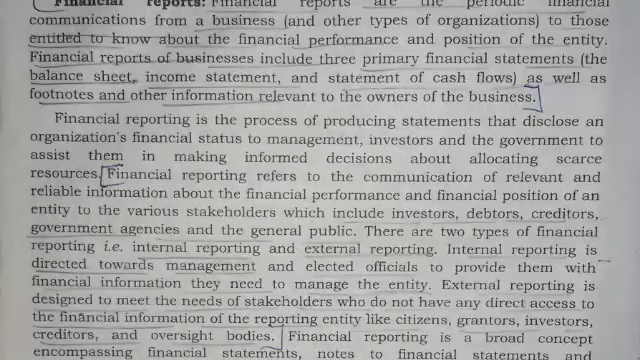 Financial reports: Financial reports are the periodic financial
communications from a business (and other types of organizations) to those
entitled to know about the financial performance and position of the entity.
Financial reports of businesses include three primary financial statements (the
balance sheet, income statement, and statement of cash flows) as well as
footnotes and other information relevant to the owners of the business.
Financial reporting is the process of producing statements that disclose an
organization's financial status to management, investors and the government to
assist them in making informed decisions about allocating scarce
resources. Financial reporting refers to the communication of relevant and
reliable information about the financial performance and financial position of an
entity to the various stakeholders which include investors, debtors, creditors,
government agencies and the general public. There are two types of financial
reporting i.e. internal reporting and external reporting. Internal reporting is
directed towards management and elected officials to provide them with
financial information they need to manage the entity. External reporting is
designed to meet the needs of stakeholders who do not have any direct access to
the financial information of the reporting entity like citizens, grantors, investors,
creditors, and oversight bodies. Financial reporting is a broad concept
encompassing financial statements, notes to financial statements and